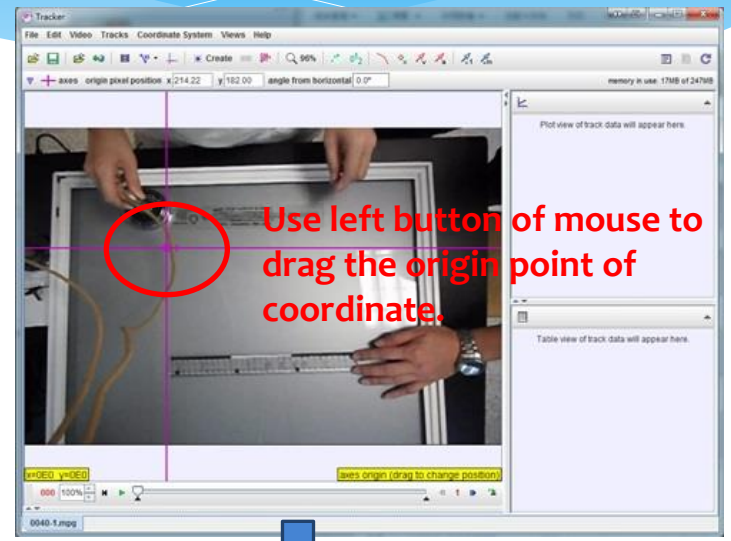 Tracker
File Edit Video Tracks Coordinate System Views Help
Create 96%
axes origin pixel position x 214.22 y 182.00 angle from horizontal 0.0° memory in use: 17MB of 247MB
Plot view of track data will appear here.
Use left button of mouse to
drag the origin point of
coordinate.
Table view of track data will appear here.
x=0E0 y=0E0 axes origin (drag to change position)
000 100% 1
0040-1.mpg